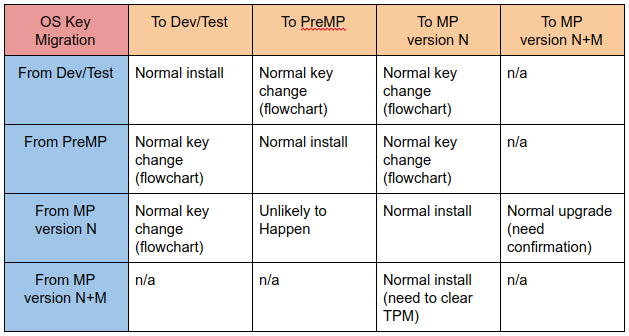 OS Key
Migration
To Dev/Test
To PreMP
To MP
version N
To MP
version N+M
From Dev/Test
Normal install
Normal key
change
(flowchart)
Normal key
change
(flowchart)
n/a
From PreMP
Normal key
change
(flowchart)
Normal install
Normal key
change
(flowchart)
n/a
From MP
version N
Normal key
change
(flowchart)
Unlikely to
Happen
Normal install
Normal upgrade
(need
confirmation)
From MP
version N+M
n/a
n/a
Normal install
(need to clear
TPM)
n/a